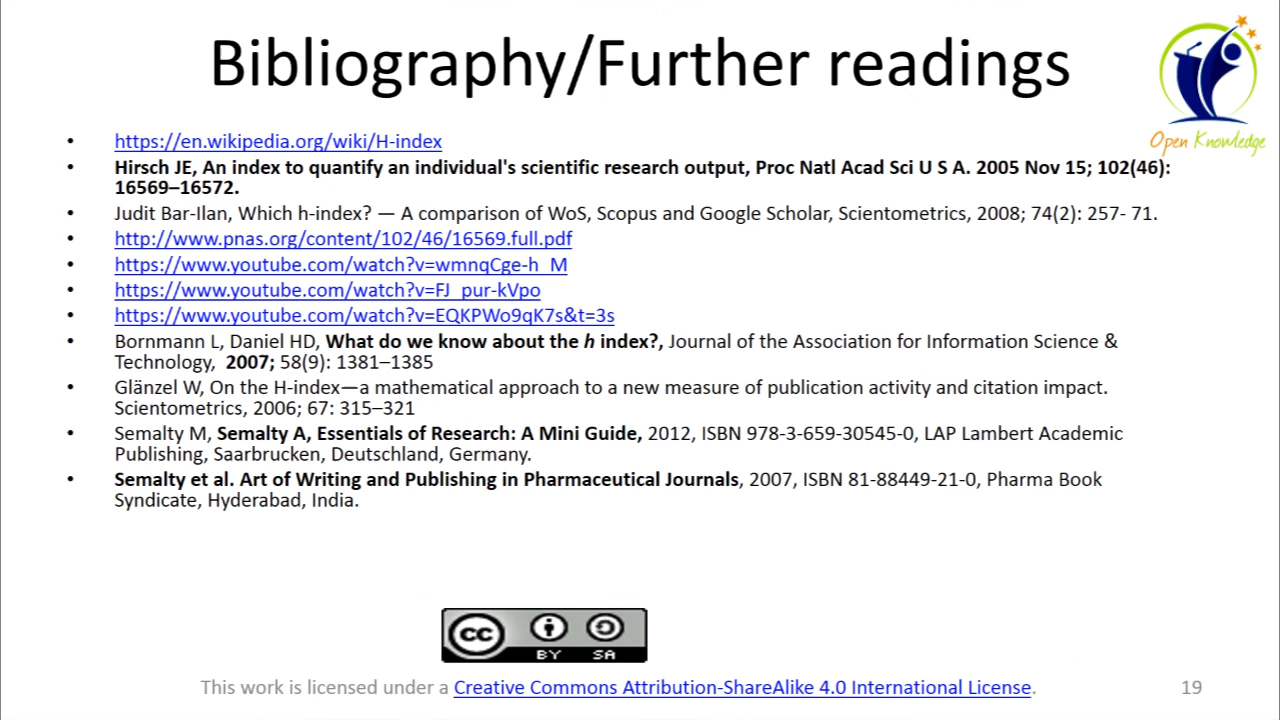 Bibliography/Further readings
Open Knowledge
• https://en.wikipedia.org/wiki/H-index
• Hirsch JE, An index to quantify an individual's scientific research output, Proc Natl Acad Sci U S A. 2005 Nov 15; 102(46):
16569–16572.
• Judit Bar-Ilan, Which h-index? — A comparison of WoS, Scopus and Google Scholar, Scientometrics, 2008; 74(2): 257- 71.
• http://www.pnas.org/content/102/46/16569.full.pdf
• https://www.youtube.com/watch?v=wmnqCge-h_M
• https://www.youtube.com/watch?v=FJ_pur-kVpo
• https://www.youtube.com/watch?v=EQKPWo9qK7s&t=3s
• Bornmann L, Daniel HD, What do we know about the h index?, Journal of the Association for Information Science &
Technology, 2007; 58(9): 1381–1385
• Glänzel W, On the H-index—a mathematical approach to a new measure of publication activity and citation impact.
Scientometrics, 2006; 67: 315–321
• Semalty M, Semalty A, Essentials of Research: A Mini Guide, 2012, ISBN 978-3-659-30545-0, LAP Lambert Academic
Publishing, Saarbrucken, Deutschland, Germany.
• Semalty et al. Art of Writing and Publishing in Pharmaceutical Journals, 2007, ISBN 81-88449-21-0, Pharma Book
Syndicate, Hyderabad, India.
cc
BY SA
This work is licensed under a Creative Commons Attribution-ShareAlike 4.0 International License.
19